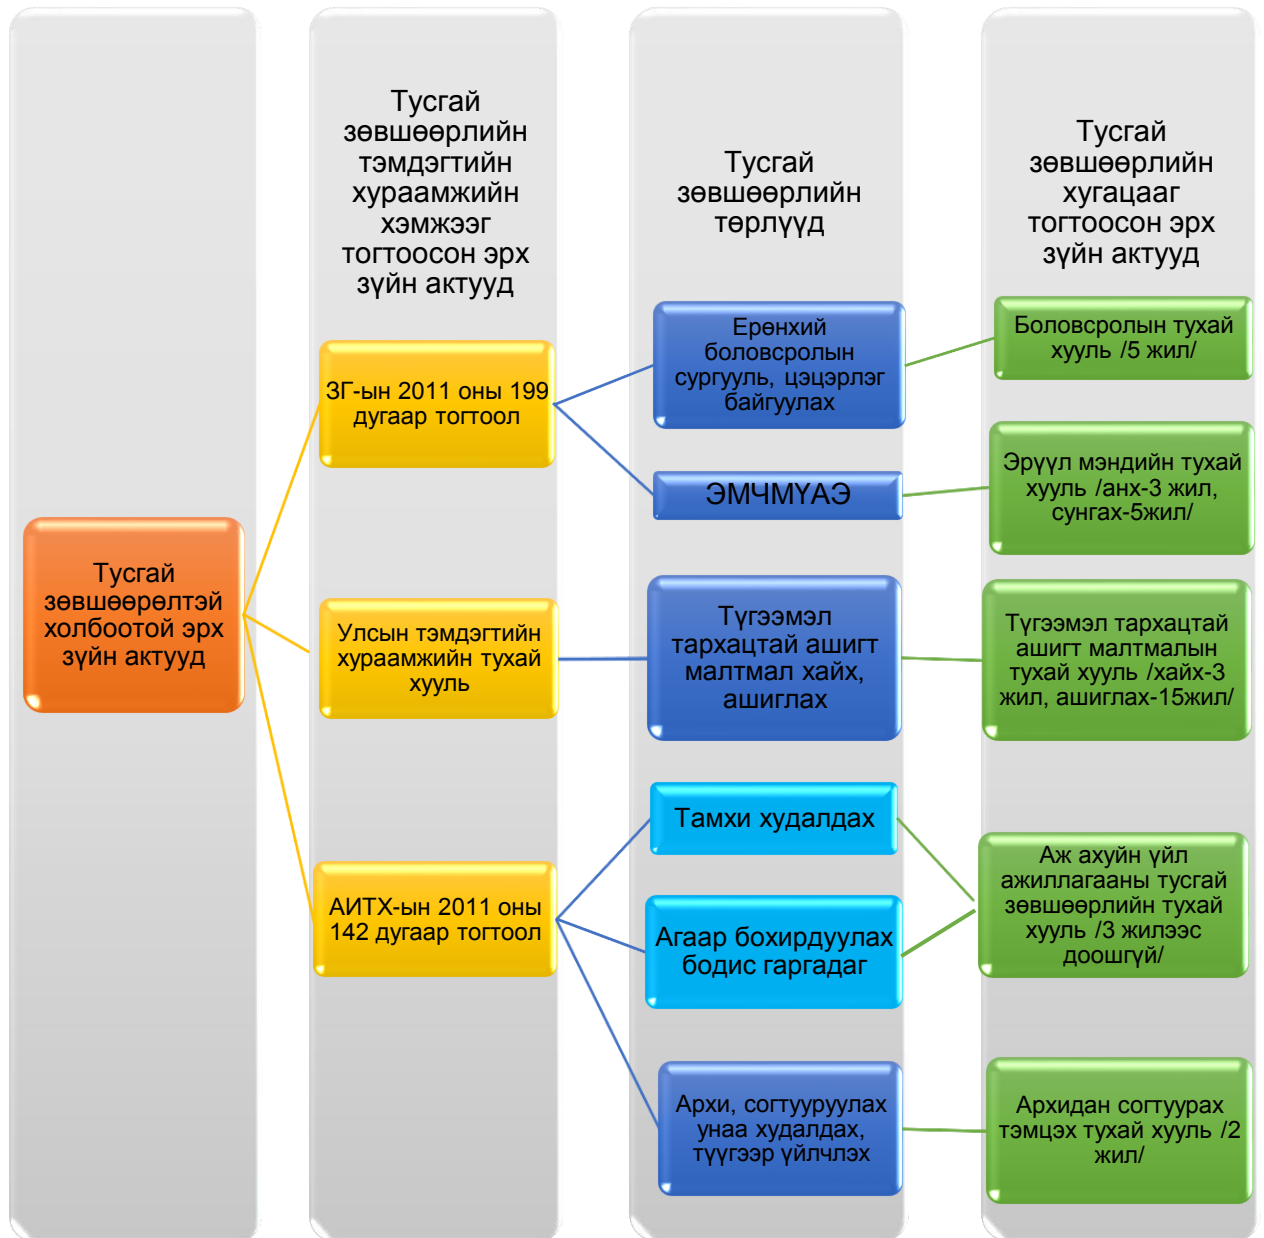 Тусгай
зөвшөөрөлтэй
холбоотой эрх
зүйн актууд
Тусгай
зөвшөөрлийн
тэмдэгтийн
хураамжийн
хэмжээг
тогтоосон эрх
зүйн актууд
ЗГ-ын 2011 оны 199
дугаар тогтоол
Улсын тэмдэгтийн
хураамжийн тухай
хууль
АИТХ-ын 2011 оны
142 дугаар тогтоол
Тусгай
зөвшөөрлийн
төрлүүд
Ерөнхий
боловсролын
сургууль, цэцэрлэг
байгуулах
ЭМЧМҮАЭ
Түгээмэл
тархацтай ашигт
малтмал хайх,
ашиглах
Тамхи худалдах
Агаар бохирдуулах
бодис гаргадаг
Архи, согтууруулах
унаа худалдах,
түүгээр үйлчлэх
Тусгай
зөвшөөрлийн
хугацааг
тогтоосон эрх
зүйн актууд
Боловсролын тухай
хууль /5 жил/
Эрүүл мэндийн тухай
хууль /анх-3 жил,
сунгах-5жил/
Түгээмэл тархацтай
ашигт малтмалын
тухай хууль /хайх-3
жил, ашиглах-15жил/
Аж ахуйн үйл
ажиллагааны тусгай
зөвшөөрлийн тухай
хууль /3 жилээс
доошгүй/
Архидан согтуурах
тэмцэх тухай хууль /2
жил/